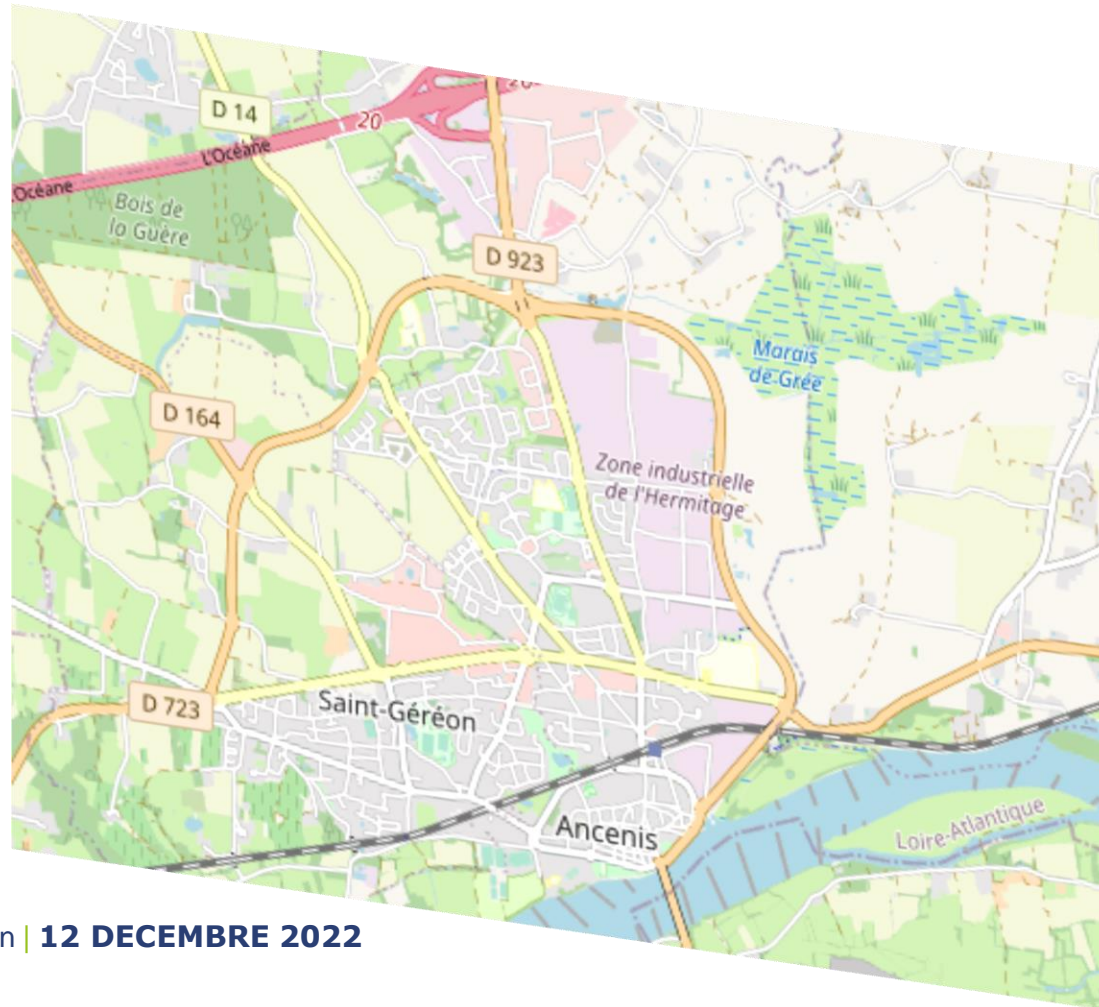 20
D 14
20
L'Océane
Océane
Bois de
la Guère
D 923
Marais
de Grée
D 164
Zone industrielle
de l'Hermitage
D 723
Saint-Géréon
Ancenis
Loire-Atlantique
n | 12 DECEMBRE 2022